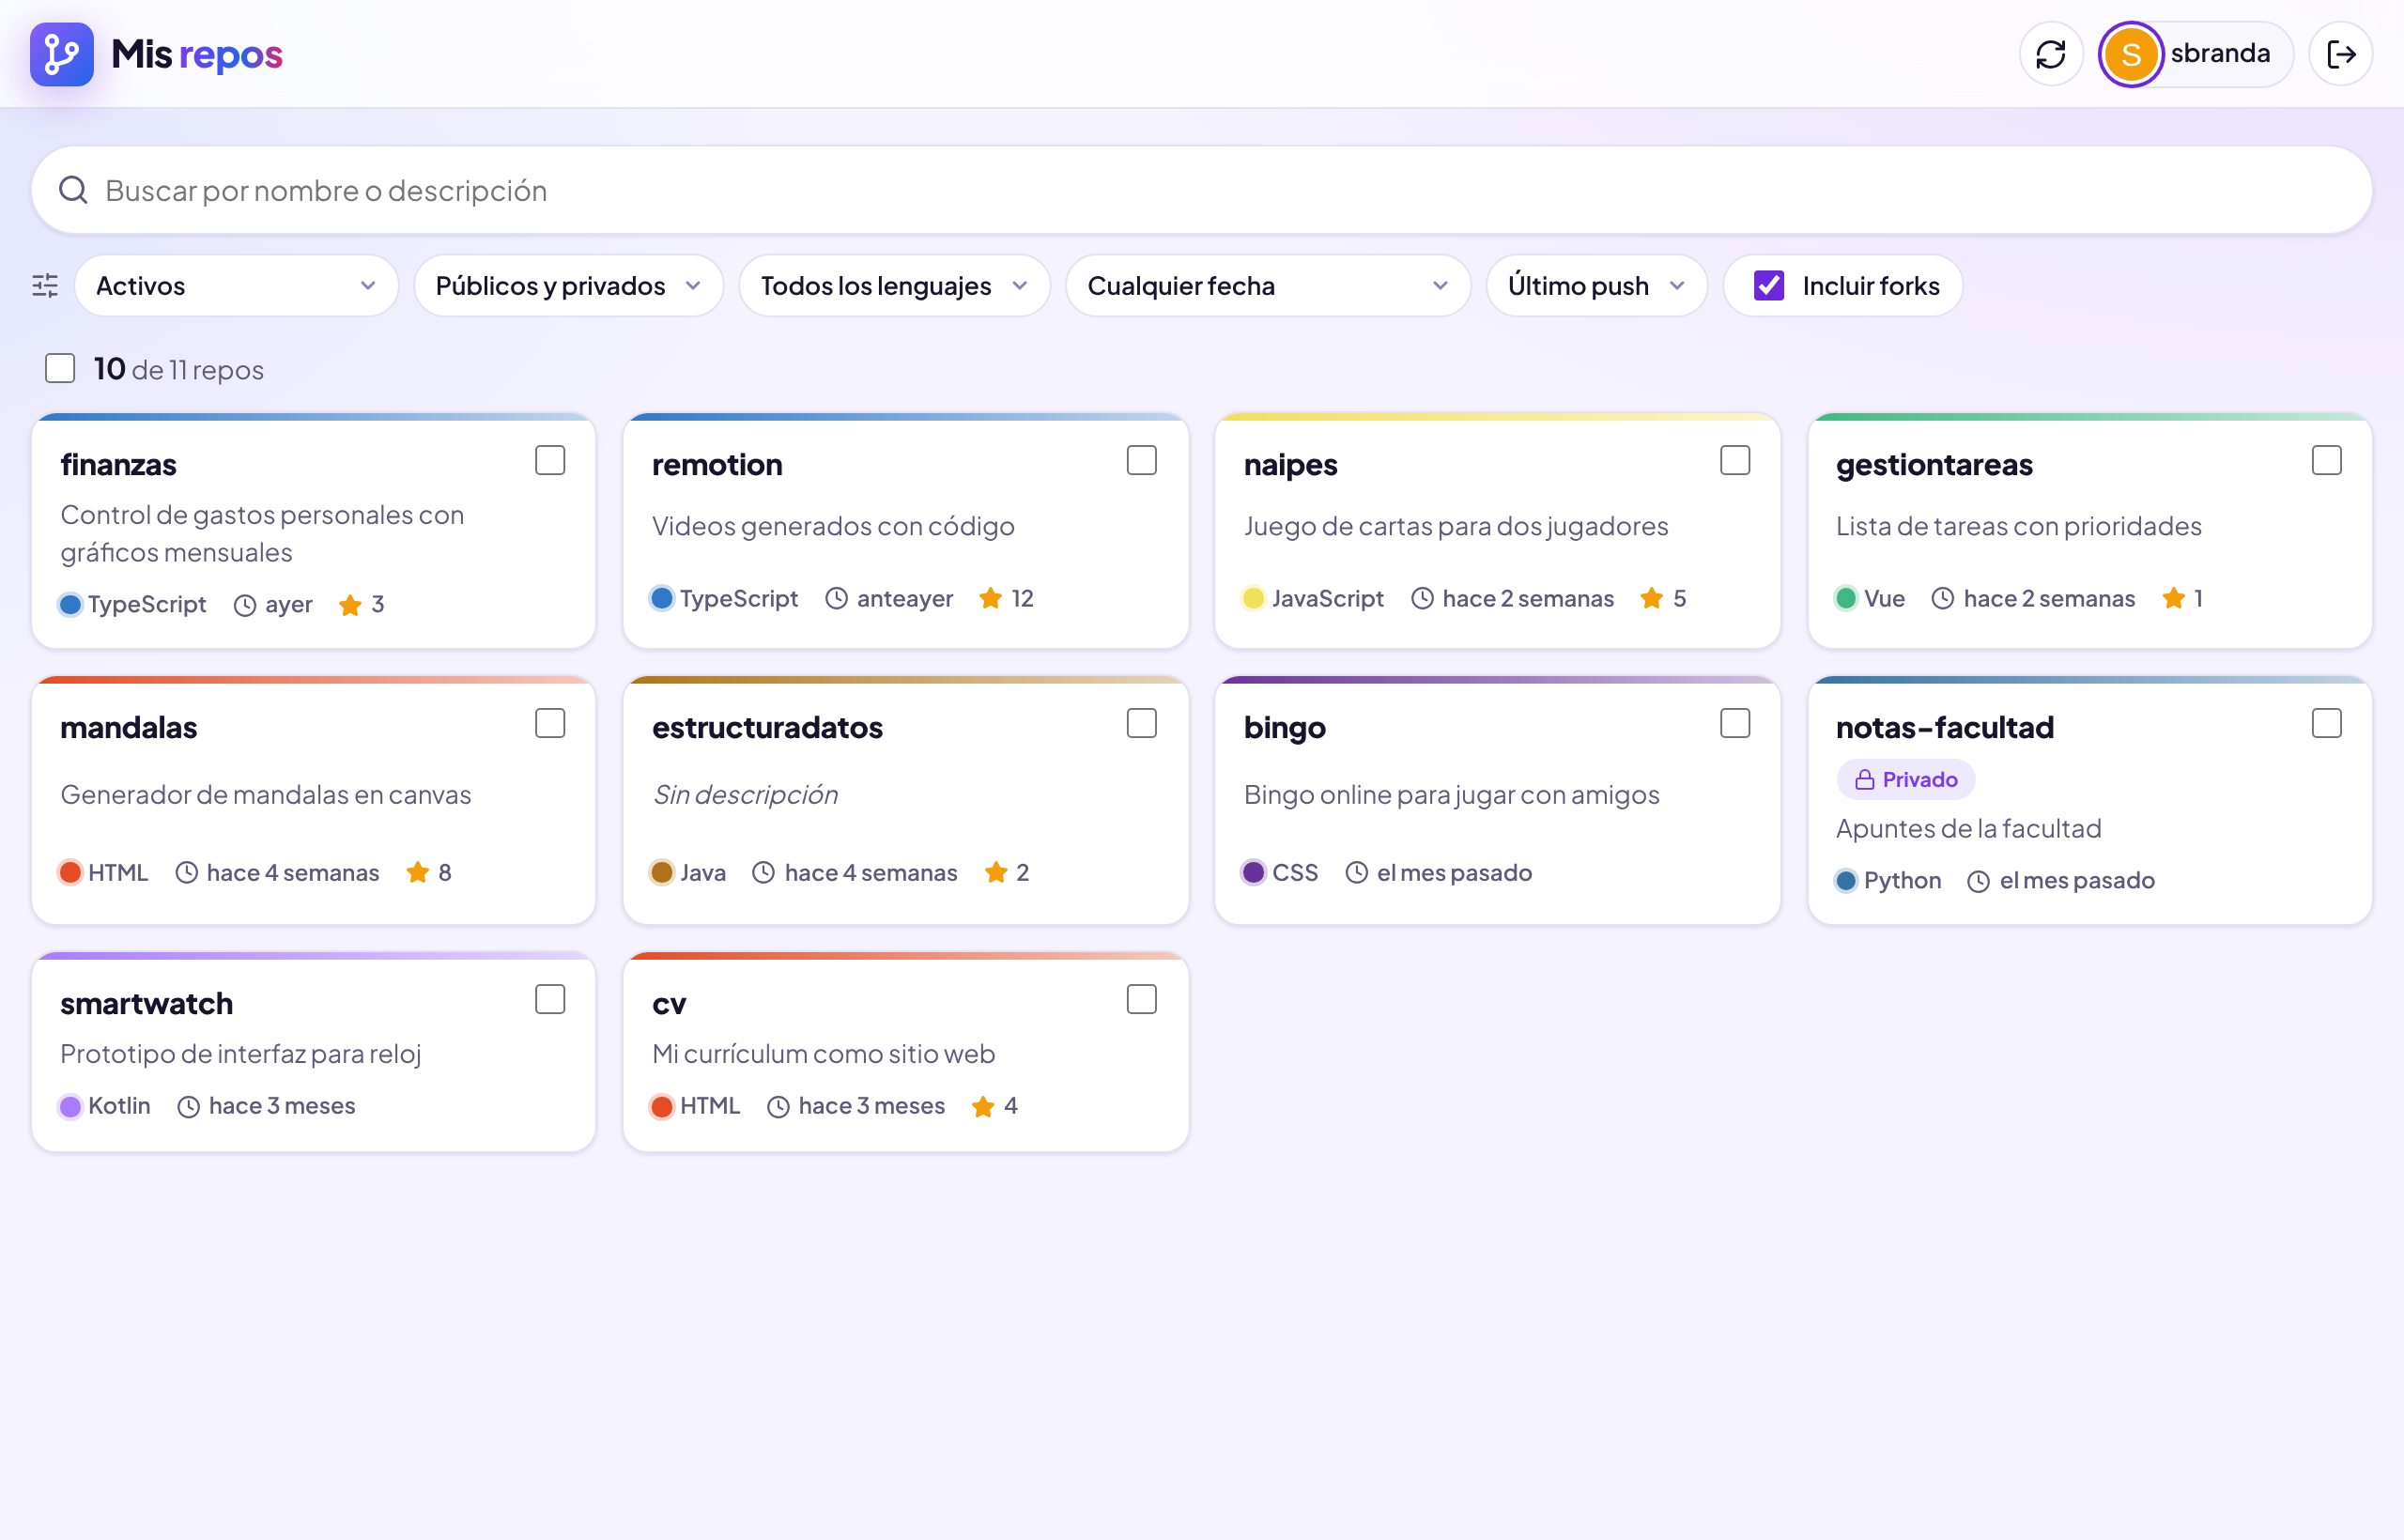 Mis repos
S sbranda
Buscar por nombre o descripción
Activos
Públicos y privados
Todos los lenguajes
Cualquier fecha
Último push
Incluir forks
10 de 11 repos
finanzas
Control de gastos personales con
gráficos mensuales
TypeScript ayer 3
remotion
Videos generados con código
TypeScript anteayer 12
naipes
Juego de cartas para dos jugadores
JavaScript hace 2 semanas 5
gestiontareas
Lista de tareas con prioridades
Vue hace 2 semanas 1
mandalas
Generador de mandalas en canvas
HTML hace 4 semanas 8
estructuradatos
Sin descripción
Java hace 4 semanas 2
bingo
Bingo online para jugar con amigos
CSS el mes pasado
notas-facultad
Privado
Apuntes de la facultad
Python el mes pasado
smartwatch
Prototipo de interfaz para reloj
Kotlin hace 3 meses
cv
Mi currículum como sitio web
HTML hace 3 meses 4